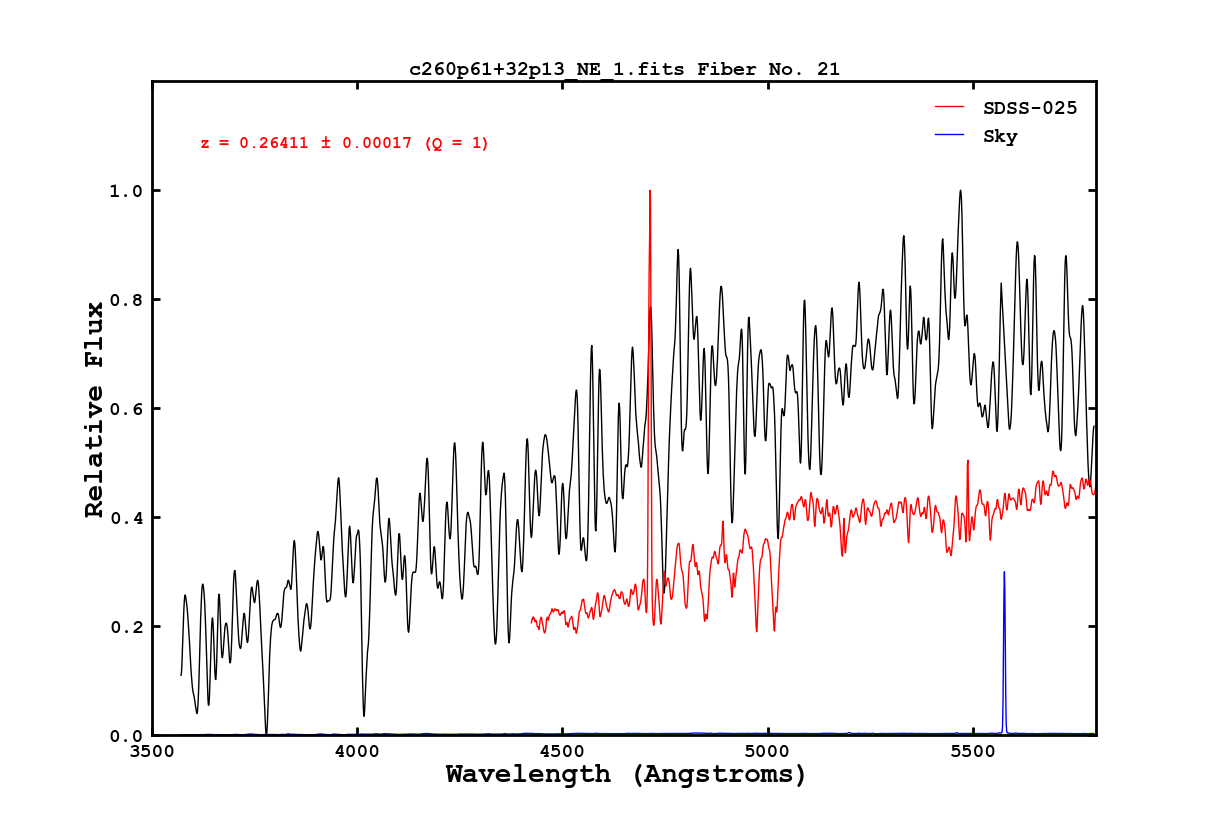 c260p61+32p13_NE_1.fits Fiber No. 21
SDSS-025
Sky
z = 0.26411 ± 0.00017 (Q = 1)
1.0
0.8
0.6
0.4
0.2
0.0
Relative Flux
3500 4000 4500 5000 5500
Wavelength (Angstroms)